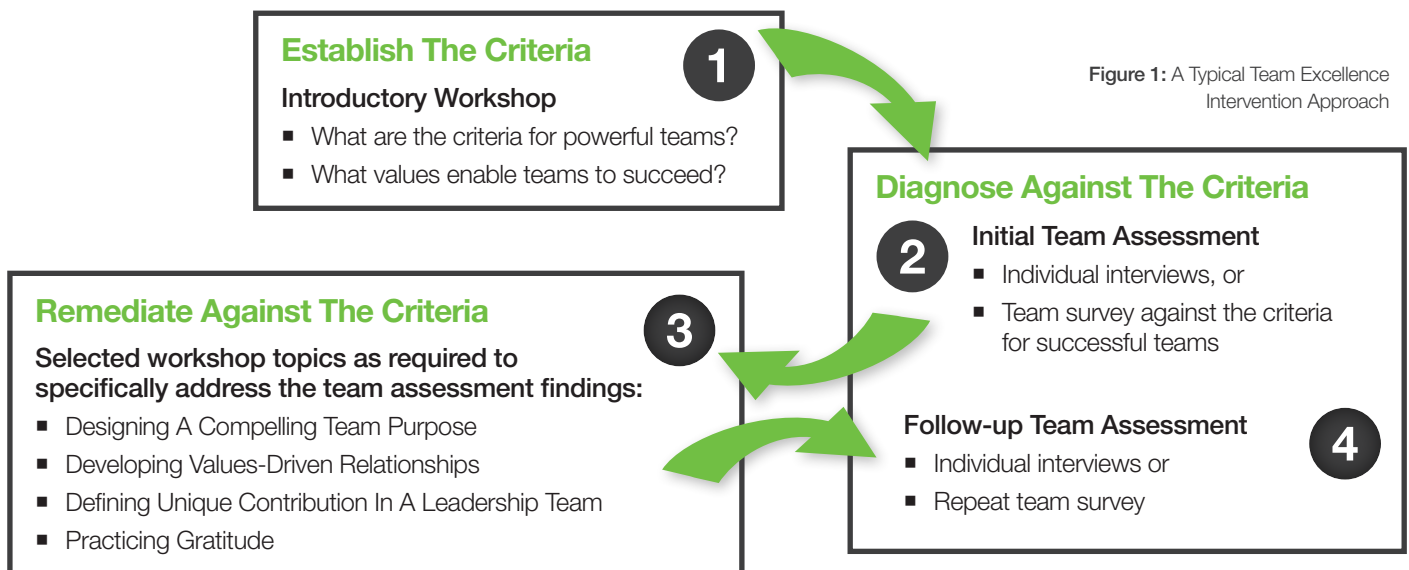 Establish The Criteria
1
Introductory Workshop
■ What are the criteria for powerful teams?
■ What values enable teams to succeed?
Figure 1: A Typical Team Excellence
Intervention Approach
Diagnose Against The Criteria
2
Initial Team Assessment
■ Individual interviews, or
■ Team survey against the criteria
for successful teams
Remediate Against The Criteria
3
Selected workshop topics as required to
specifically address the team assessment findings:
■ Designing A Compelling Team Purpose
■ Developing Values-Driven Relationships
■ Defining Unique Contribution In A Leadership Team
■ Practicing Gratitude
Follow-up Team Assessment
4
■ Individual interviews or
■ Repeat team survey